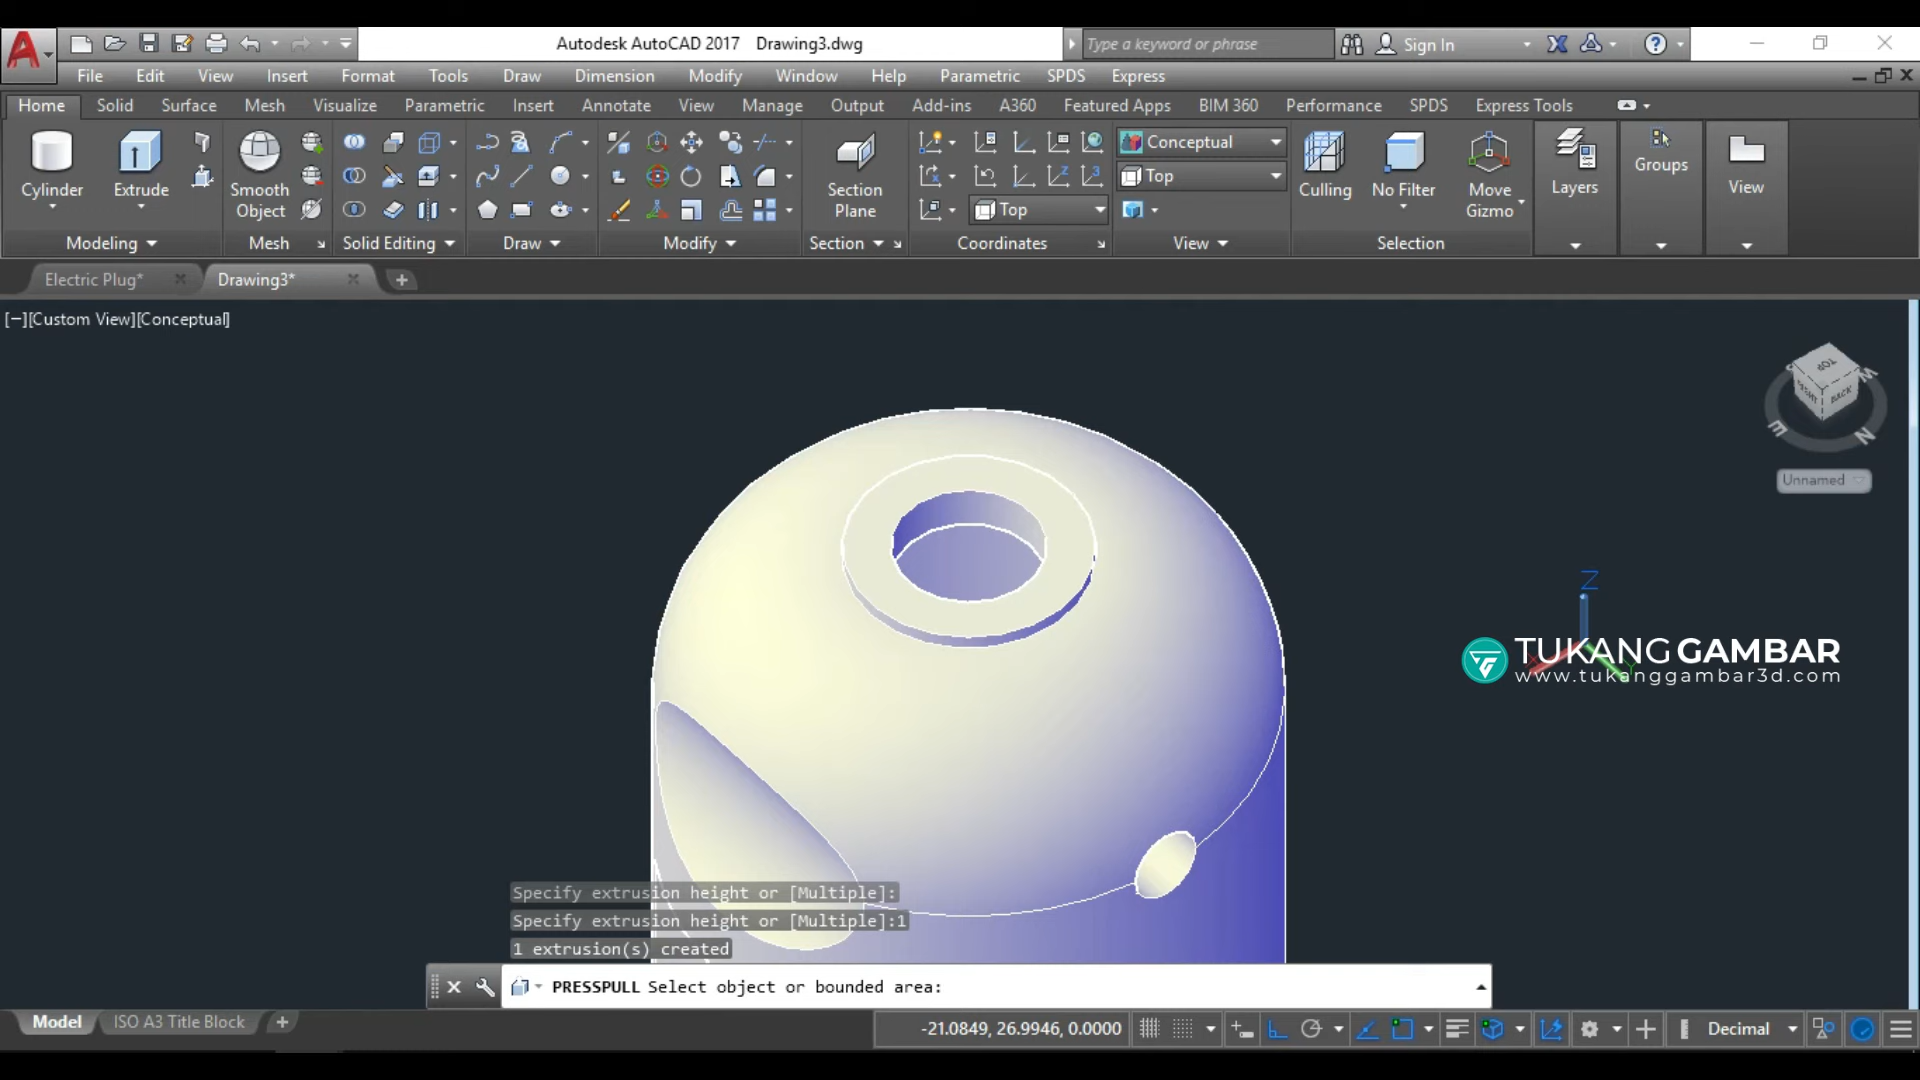 Autodesk AutoCAD 2017 Drawing3.dwg
Type a keyword or phrase
Sign In
File Edit View Insert Format Tools Draw Dimension Modify Window Help Parametric SPDS Express
Home Solid Surface Mesh Visualize Parametric Insert Annotate View Manage Output Add-ins A360 Featured Apps BIM 360 Performance SPDS Express Tools
Cylinder
Extrude
Smooth
Object
Section
Plane
Top
Conceptual
Top
Culling
No Filter
Move
Gizmo
Layers
Groups
View
Modeling
Mesh
Solid Editing
Draw
Modify
Section
Coordinates
View
Selection
Electric Plug*
Drawing3*
[−][Custom View][Conceptual]
TOP
BACK
W
E
N
Unnamed
Z
TUKANG GAMBAR
www.tukanggambar3d.com
Specify extrusion height or [Multiple]:
Specify extrusion height or [Multiple]:1
1 extrusion(s) created
PRESSPULL Select object or bounded area:
Model
ISO A3 Title Block
-21.0849, 26.9946, 0.0000
Decimal